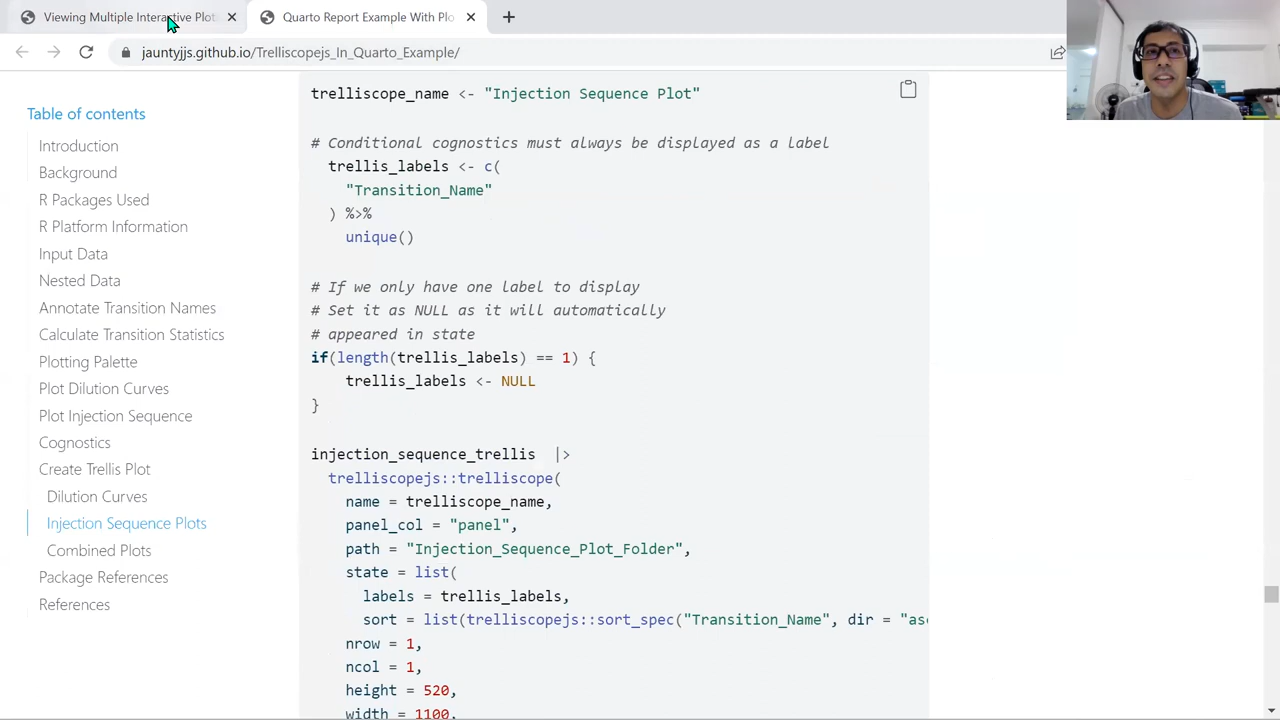 Viewing Multiple Interactive Plot
Quarto Report Example With Plo
jauntyjjs.github.io/Trelliscopejs_In_Quarto_Example/
Table of contents
Introduction
Background
R Packages Used
R Platform Information
Input Data
Nested Data
Annotate Transition Names
Calculate Transition Statistics
Plotting Palette
Plot Dilution Curves
Plot Injection Sequence
Cognostics
Create Trellis Plot
Dilution Curves
Injection Sequence Plots
Combined Plots
Package References
References
trelliscope_name <- "Injection Sequence Plot"
# Conditional cognostics must always be displayed as a label
trellis_labels <- c(
"Transition_Name"
) %>%
unique()
# If we only have one label to display
# Set it as NULL as it will automatically
# appeared in state
if(length(trellis_labels) == 1) {
trellis_labels <- NULL
}
injection_sequence_trellis |>
trelliscopejs::trelliscope(
name = trelliscope_name,
panel_col = "panel",
path = "Injection_Sequence_Plot_Folder",
state = list(
labels = trellis_labels,
sort = list(trelliscopejs::sort_spec("Transition_Name", dir = "asc
nrow = 1,
ncol = 1,
height = 520,
width = 1100,